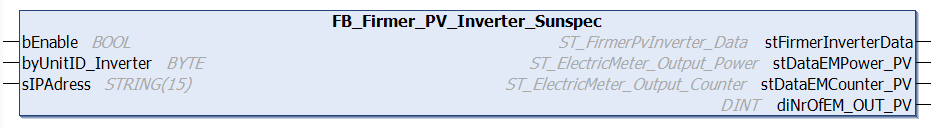 FB_Firmer_PV_Inverter_Sunspec
bEnable BOOL ST_FirmerPvInverter_Data stFirmerInverterData
byUnitID_Inverter BYTE ST_ElectricMeter_Output_Power stDataEMPower_PV
sIPAdress STRING(15) ST_ElectricMeter_Output_Counter stDataEMCounter_PV
DINT diNrOfEM_OUT_PV